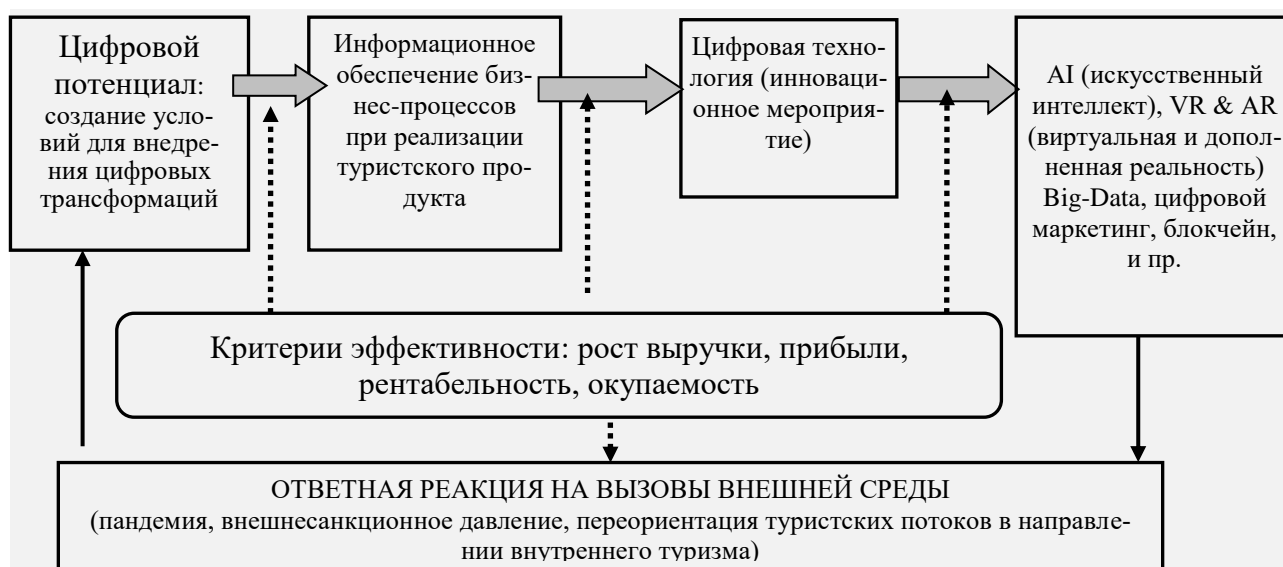 Цифровой
потенциал:
создание усло-
вий для внедре-
ния цифровых
трансформаций
Информационное
обеспечение биз-
нес-процессов
при реализации
туристского про-
дукта
Цифровая техно-
логия (инноваци-
онное мероприя-
тие)
AI (искусственный
интеллект), VR & AR
(виртуальная и допол-
ненная реальность)
Big-Data, цифровой
маркетинг, блокчейн,
и пр.
Критерии эффективности: рост выручки, прибыли,
рентабельность, окупаемость
ОТВЕТНАЯ РЕАКЦИЯ НА ВЫЗОВЫ ВНЕШНЕЙ СРЕДЫ
(пандемия, внешнесанкционное давление, переориентация туристских потоков в направле-
нии внутреннего туризма)